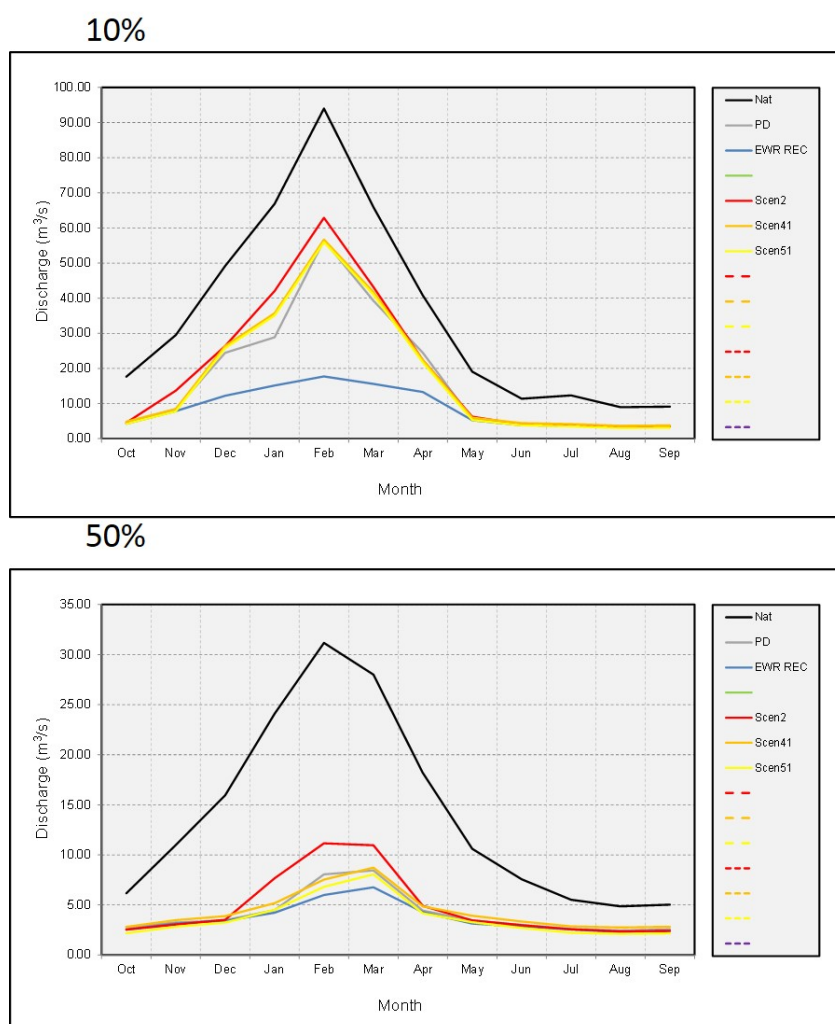 10%
100.00
90.00
80.00
70.00
60.00
50.00
40.00
30.00
20.00
10.00
0.00
Discharge (m³/s)
Oct Nov Dec Jan Feb Mar Apr May Jun Jul Aug Sep
Month
Nat
PD
EWR REC
Scen2
Scen41
Scen51
50%
35.00
30.00
25.00
20.00
15.00
10.00
5.00
0.00
Discharge (m³/s)
Oct Nov Dec Jan Feb Mar Apr May Jun Jul Aug Sep
Month
Nat
PD
EWR REC
Scen2
Scen41
Scen51